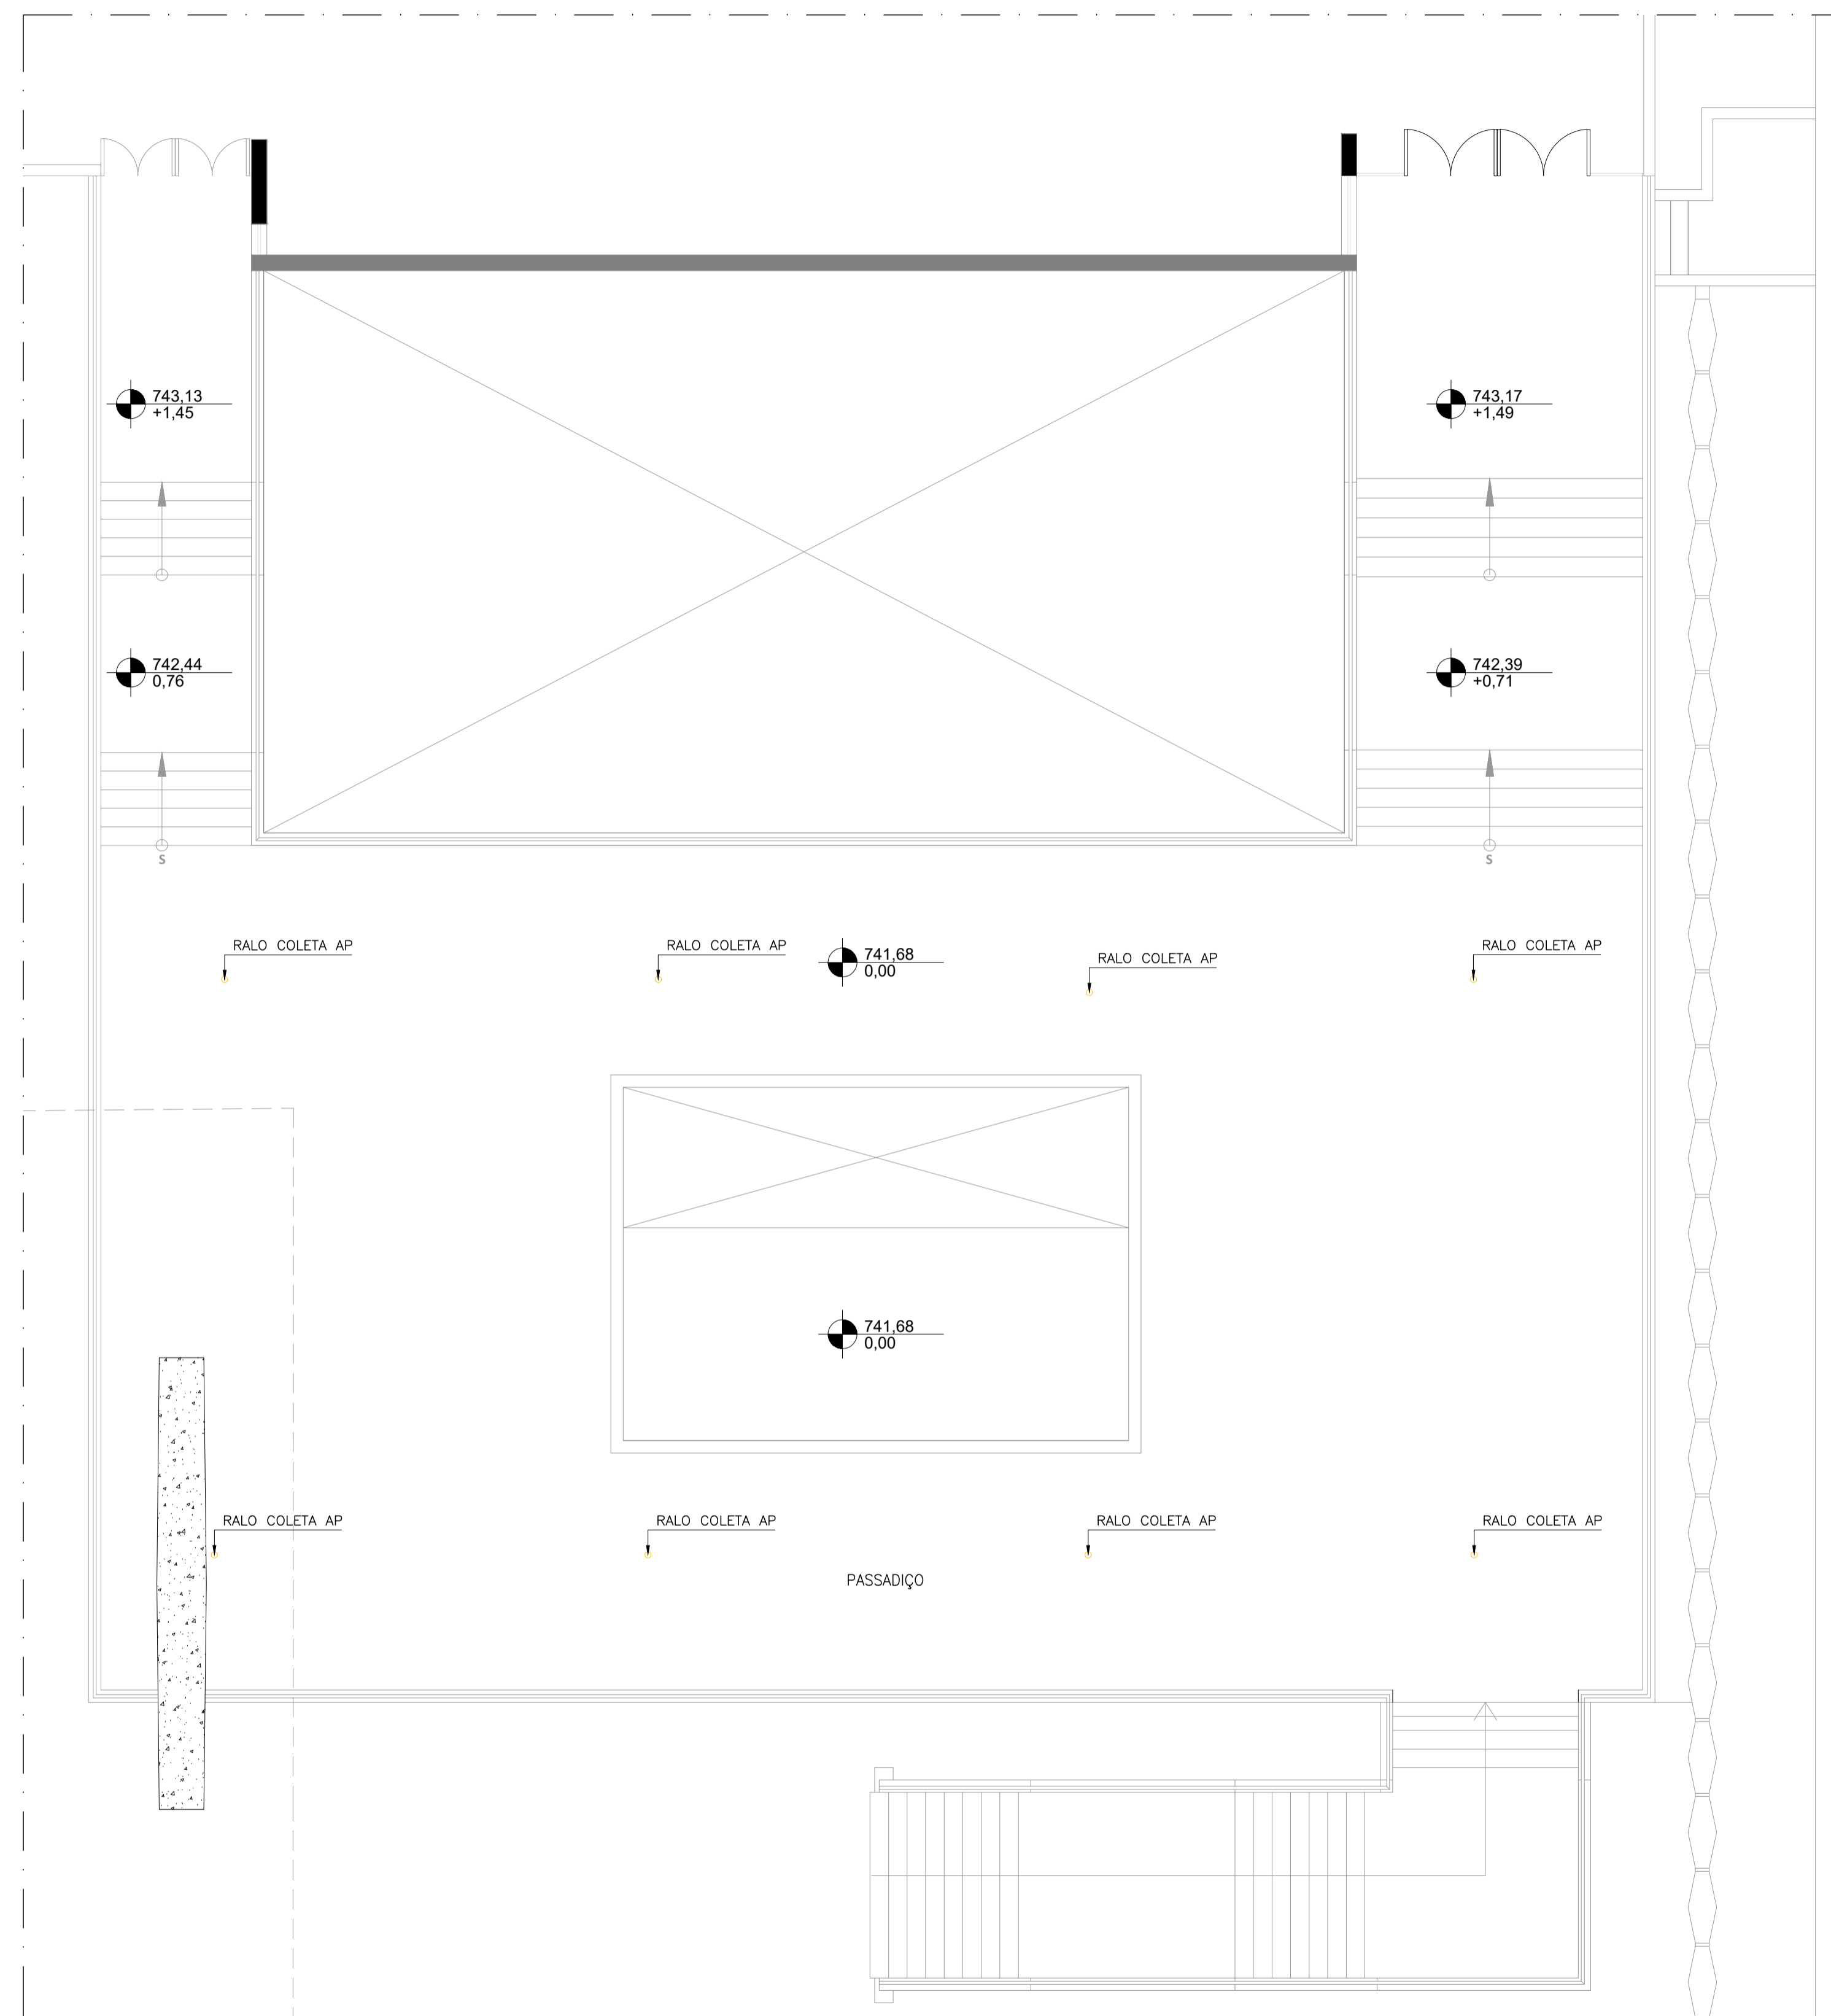 743,13
+1,45
743,17
+1,49
742,44
0,76
742,39
+0,71
S
S
RALO COLETA AP
RALO COLETA AP
741,68
0,00
RALO COLETA AP
RALO COLETA AP
741,68
0,00
RALO COLETA AP
RALO COLETA AP
RALO COLETA AP
RALO COLETA AP
PASSADIÇO